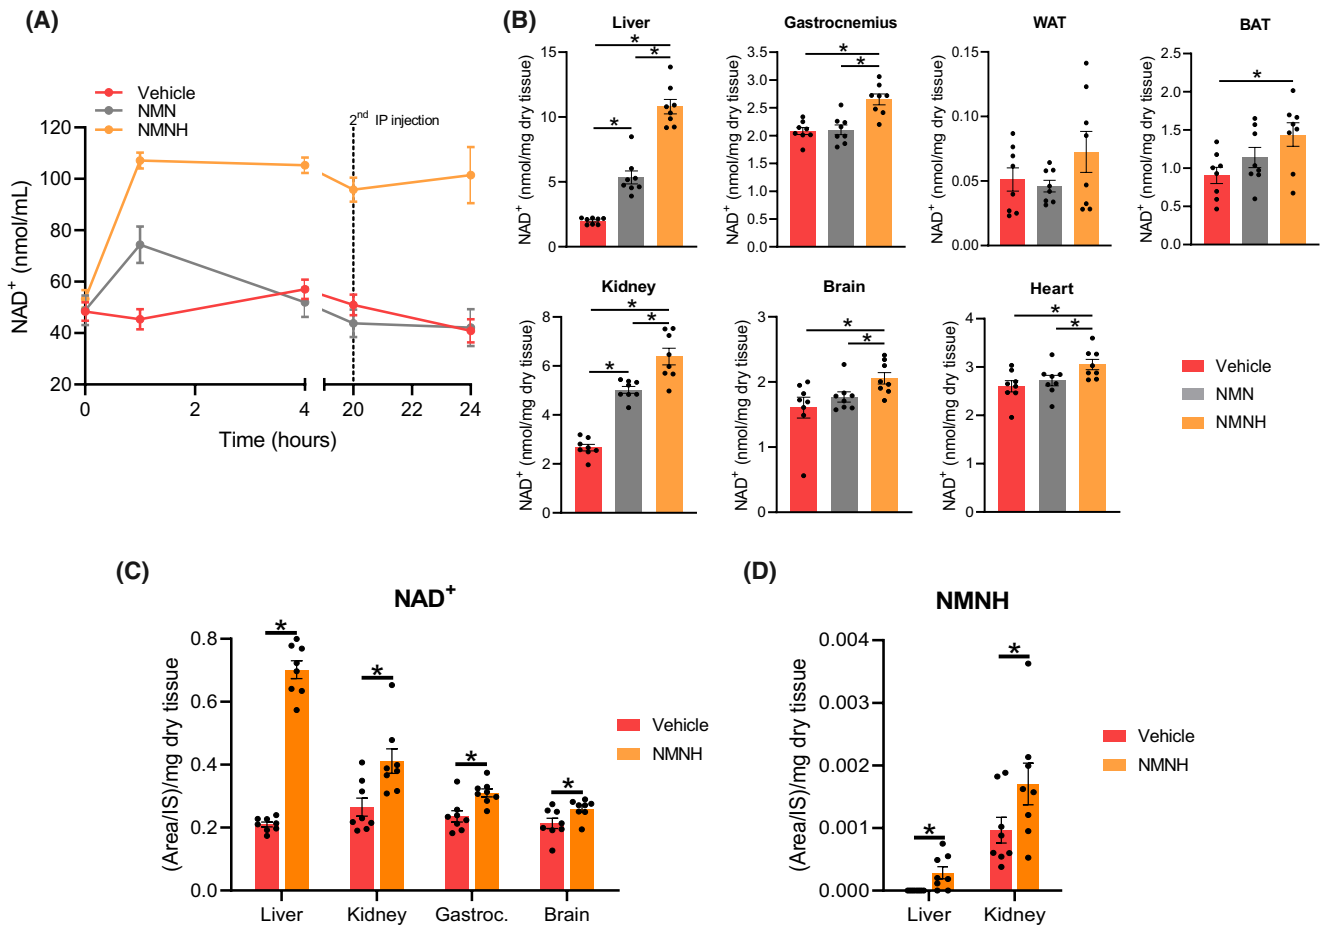 (A)
Vehicle
NMN
NMNH
2nd IP injection
NAD+ (nmol/mL)
120
100
80
60
40
20
0
2
4
20
22
24
Time (hours)
(B)
Liver
*
*
*
NAD+ (nmol/mg dry tissue)
15
10
5
0
Gastrocnemius
*
*
NAD+ (nmol/mg dry tissue)
3.5
3.0
2.5
2.0
1.5
1.0
0.5
0.0
WAT
NAD+ (nmol/mg dry tissue)
0.15
0.10
0.05
0.00
BAT
*
NAD+ (nmol/mg dry tissue)
2.5
2.0
1.5
1.0
0.5
0.0
Kidney
*
*
*
NAD+ (nmol/mg dry tissue)
8
6
4
2
0
Brain
*
*
NAD+ (nmol/mg dry tissue)
3
2
1
0
Heart
*
*
NAD+ (nmol/mg dry tissue)
4
3
2
1
0
Vehicle
NMN
NMNH
(C)
NAD+
(Area/IS)/mg dry tissue
0.8
0.6
0.4
0.2
0.0
*
*
*
*
Liver
Kidney
Gastroc.
Brain
Vehicle
NMNH
(D)
NMNH
(Area/IS)/mg dry tissue
0.004
0.003
0.002
0.001
0.000
*
*
Liver
Kidney
Vehicle
NMNH